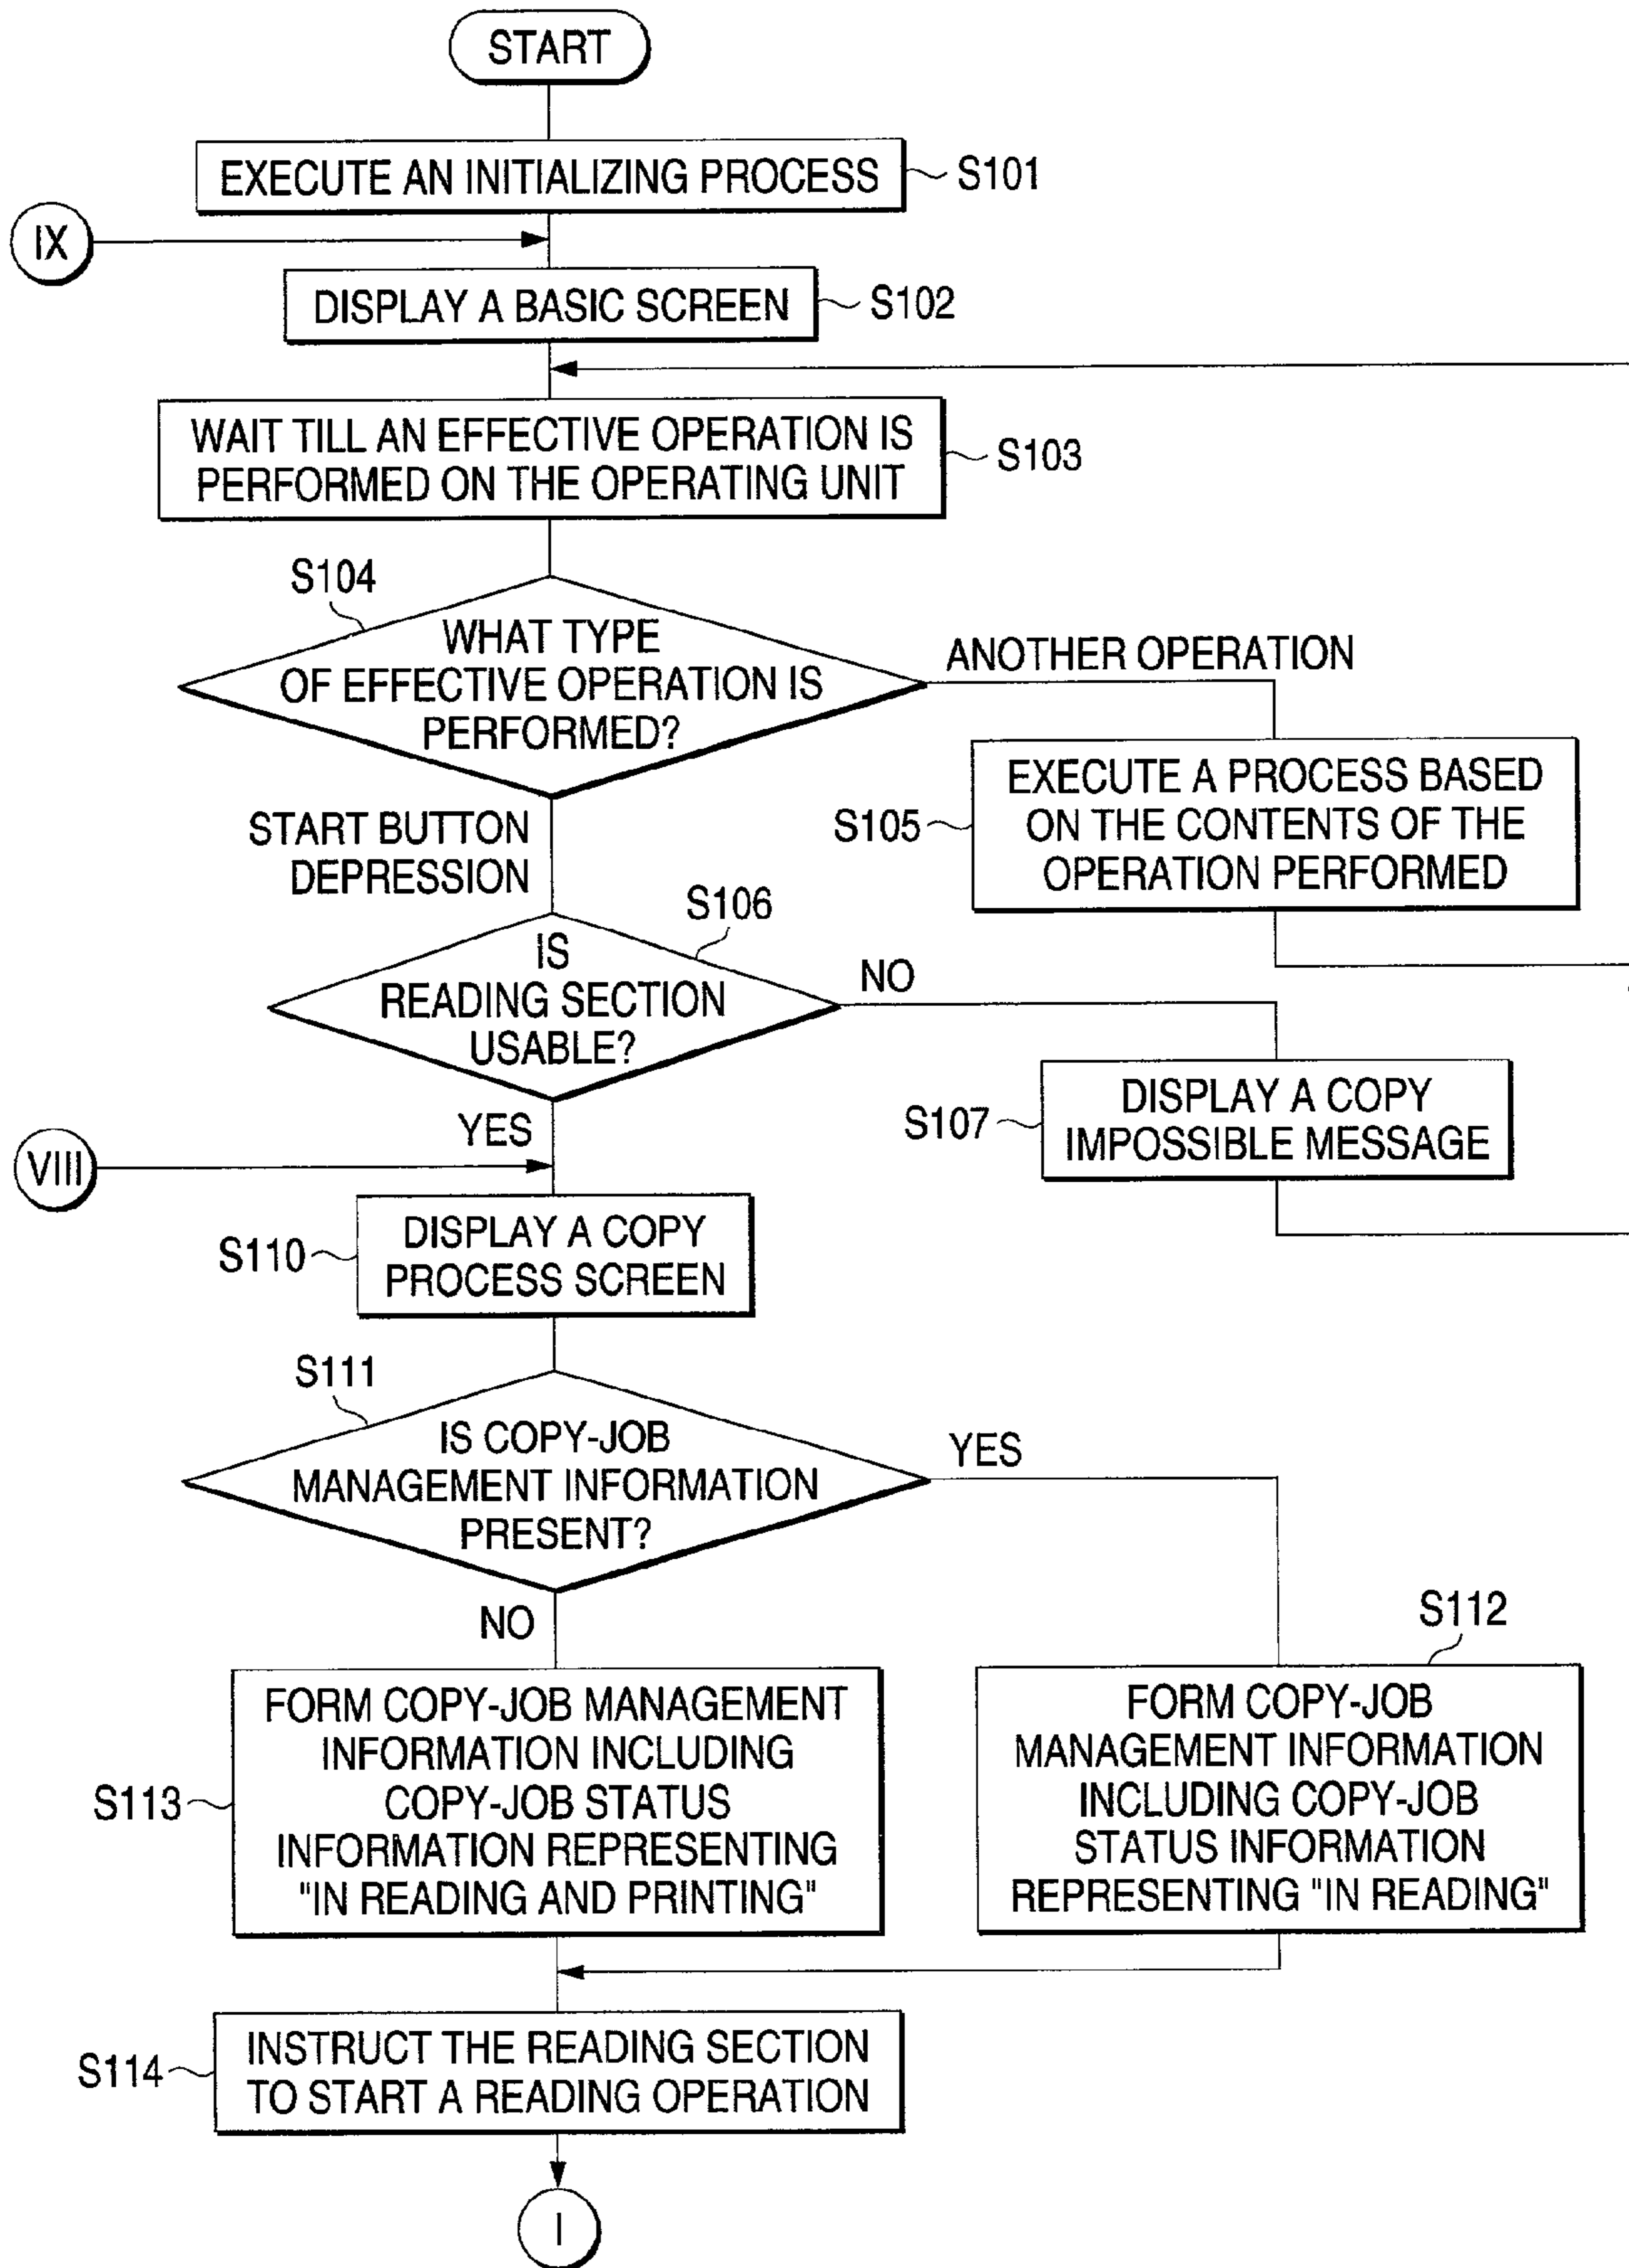 START
EXECUTE AN INITIALIZING PROCESS
S101
IX
DISPLAY A BASIC SCREEN
S102
WAIT TILL AN EFFECTIVE OPERATION IS
PERFORMED ON THE OPERATING UNIT
S103
S104
WHAT TYPE
OF EFFECTIVE OPERATION IS
PERFORMED?
ANOTHER OPERATION
START BUTTON
DEPRESSION
S105
EXECUTE A PROCESS BASED
ON THE CONTENTS OF THE
OPERATION PERFORMED
S106
IS
READING SECTION
USABLE?
NO
YES
S107
DISPLAY A COPY
IMPOSSIBLE MESSAGE
VIII
S110
DISPLAY A COPY
PROCESS SCREEN
S111
IS COPY-JOB
MANAGEMENT INFORMATION
PRESENT?
YES
NO
S112
FORM COPY-JOB
MANAGEMENT INFORMATION
INCLUDING COPY-JOB
STATUS INFORMATION
REPRESENTING "IN READING"
S113
FORM COPY-JOB MANAGEMENT
INFORMATION INCLUDING
COPY-JOB STATUS
INFORMATION REPRESENTING
"IN READING AND PRINTING"
S114
INSTRUCT THE READING SECTION
TO START A READING OPERATION
I